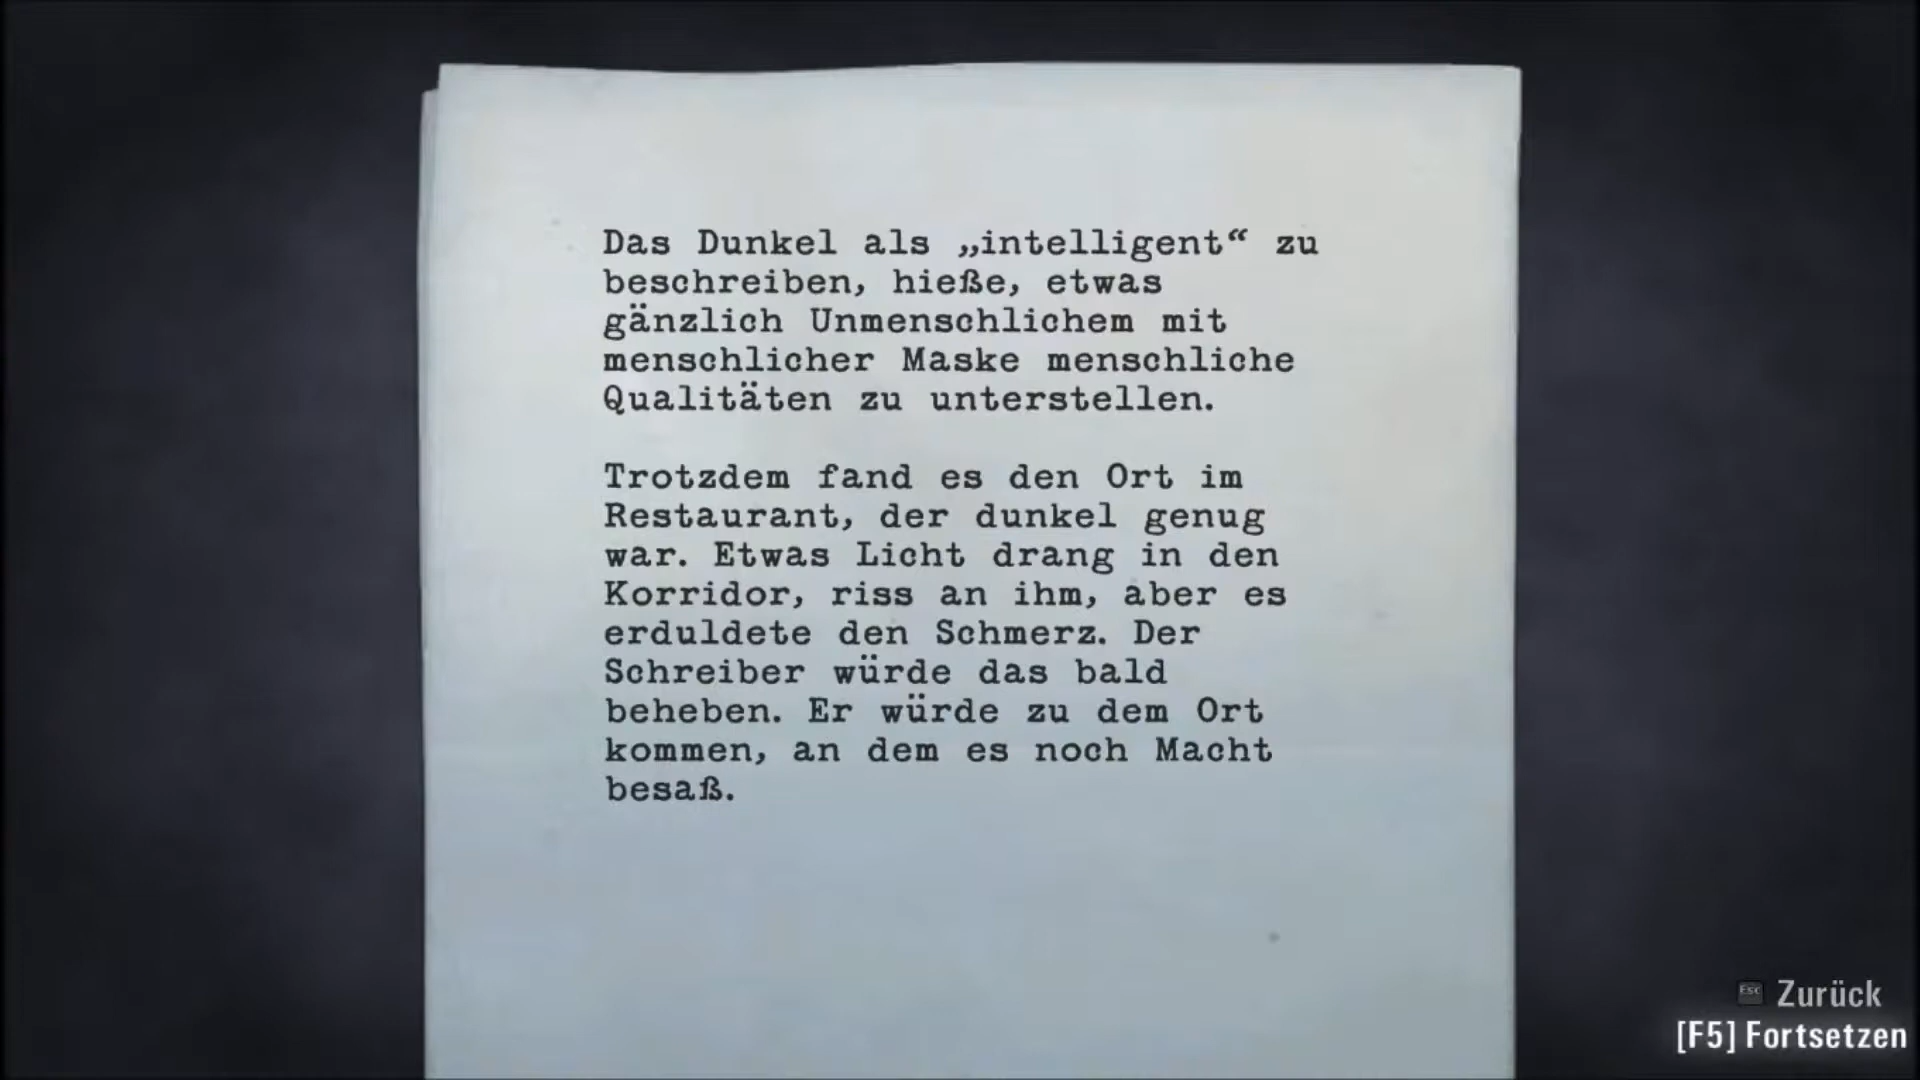 Das Dunkel als „intelligent“ zu
beschreiben, hieße, etwas
gänzlich Unmenschlichem mit
menschlicher Maske menschliche
Qualitäten zu unterstellen.
Trotzdem fand es den Ort im
Restaurant, der dunkel genug
war. Etwas Licht drang in den
Korridor, riss an ihm, aber es
erduldete den Schmerz. Der
Schreiber würde das bald
beheben. Er würde zu dem Ort
kommen, an dem es noch Macht
besaß.
Esc Zurück
[F5] Fortsetzen